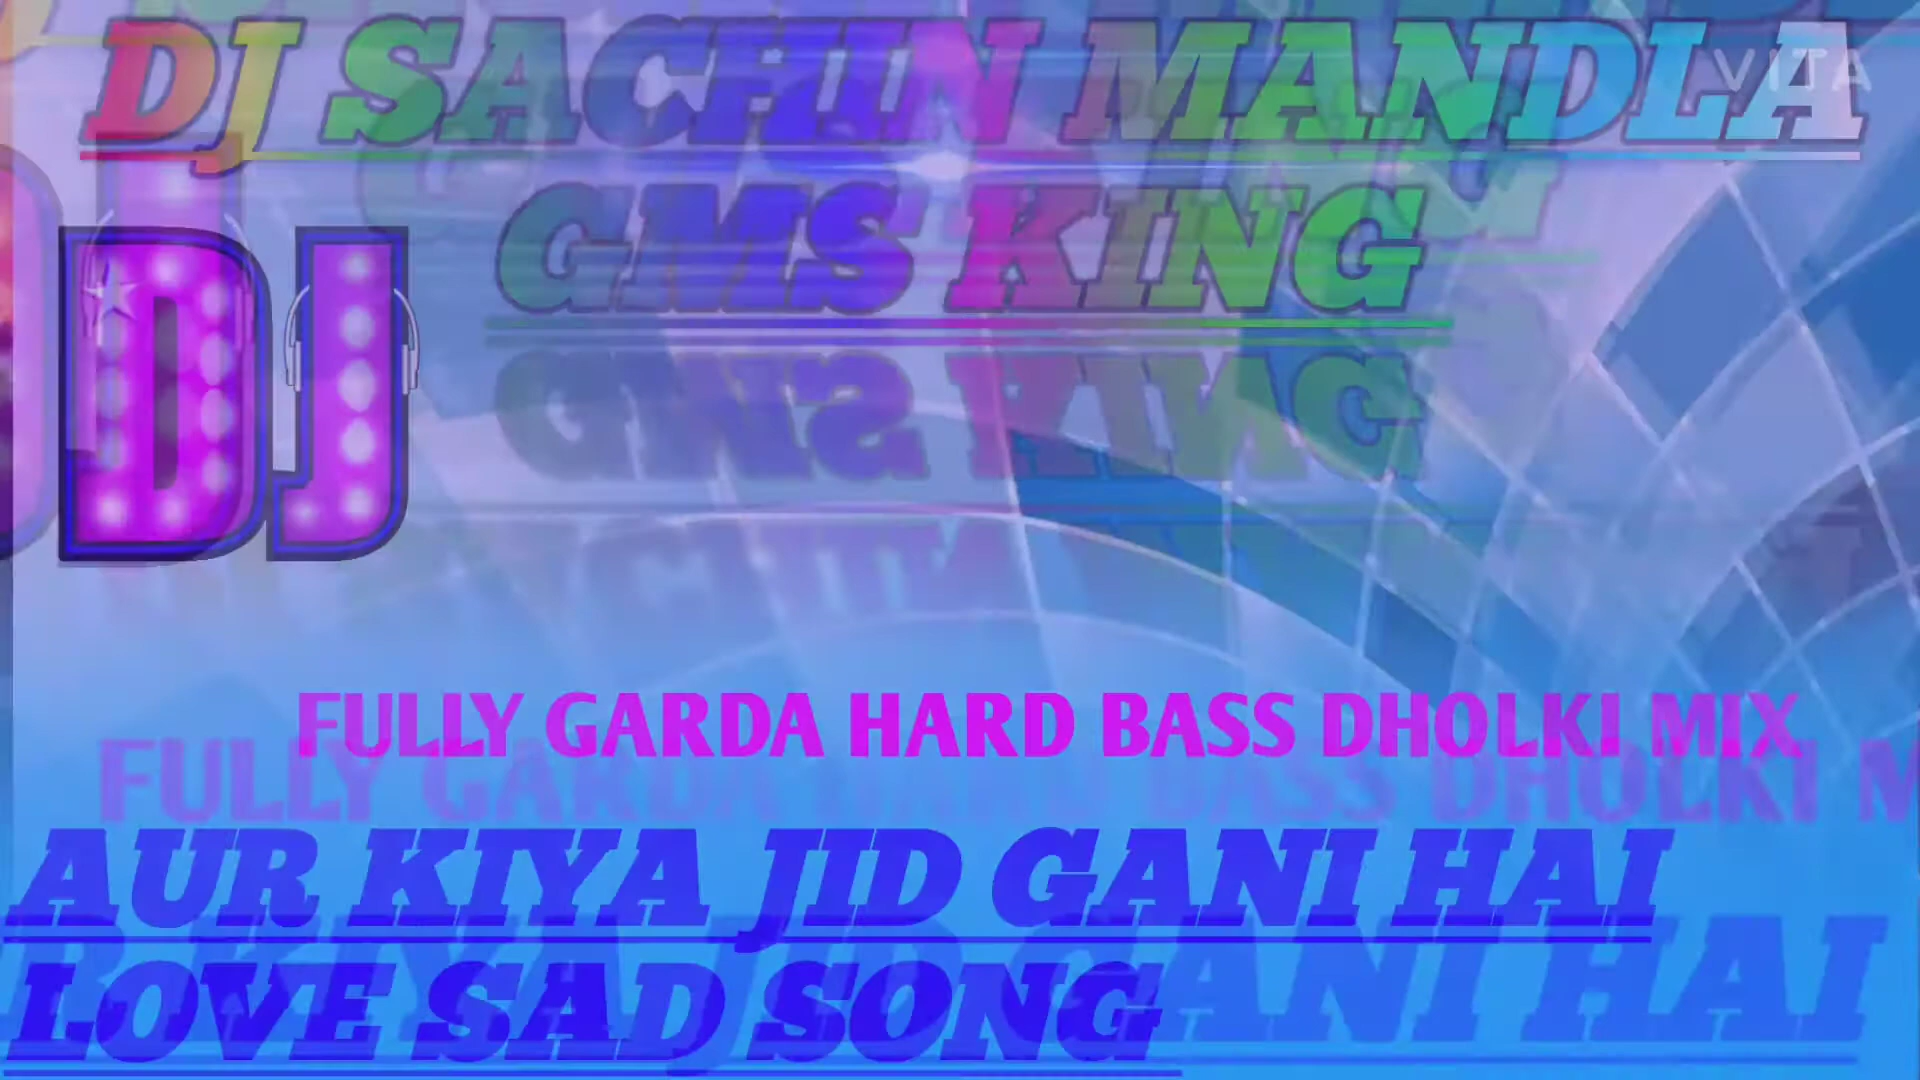 DJ SACHIN MANDLA
VITA
GMS KING
DJ
FULLY GARDA HARD BASS DHOLKI MIX
AUR KIYA JID GANI HAI
LOVE SAD SONG